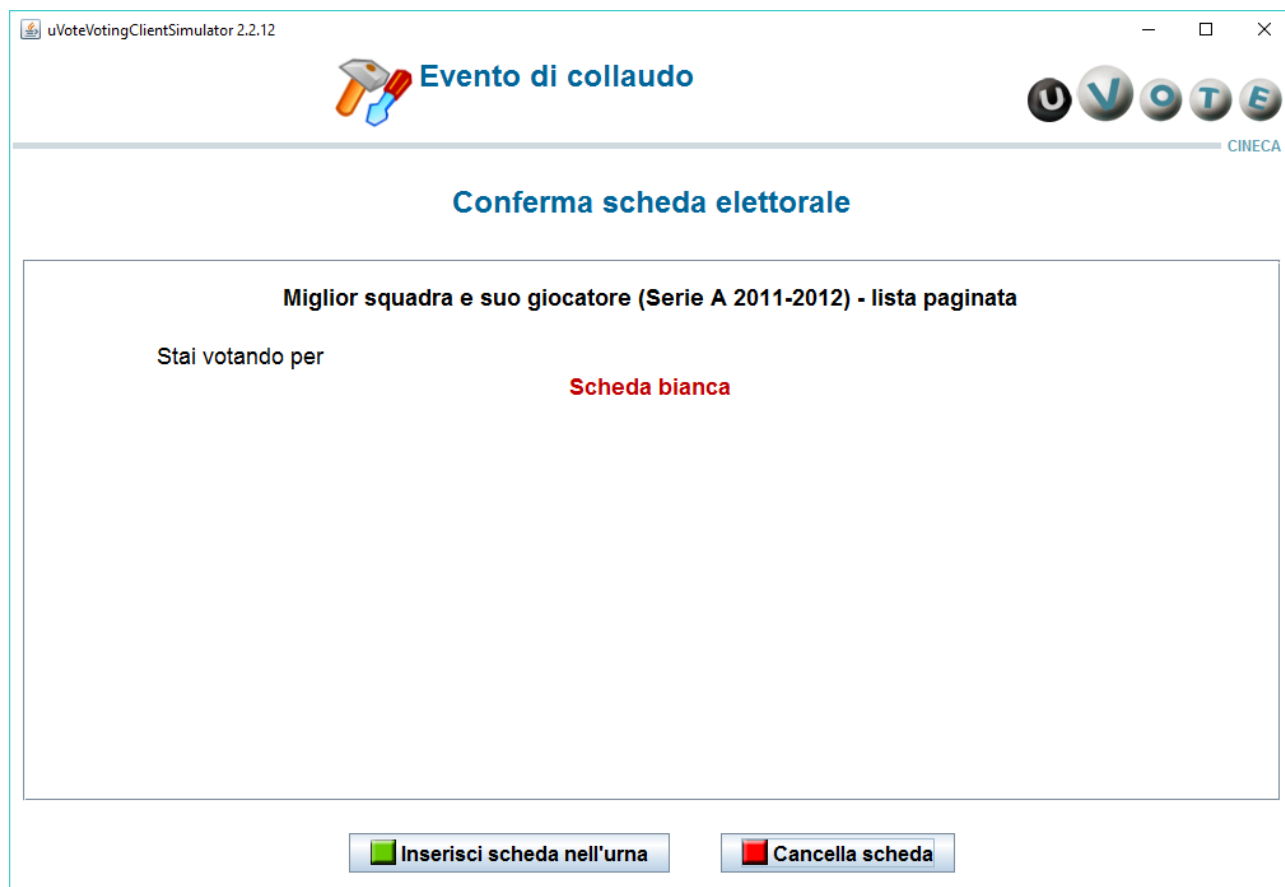 uVoteVotingClientSimulator 2.2.12
Evento di collaudo
U VOTE
CINECA
Conferma scheda elettorale
Miglior squadra e suo giocatore (Serie A 2011-2012) - lista paginata
Stai votando per
Scheda bianca
Inserisci scheda nell'urna
Cancella scheda